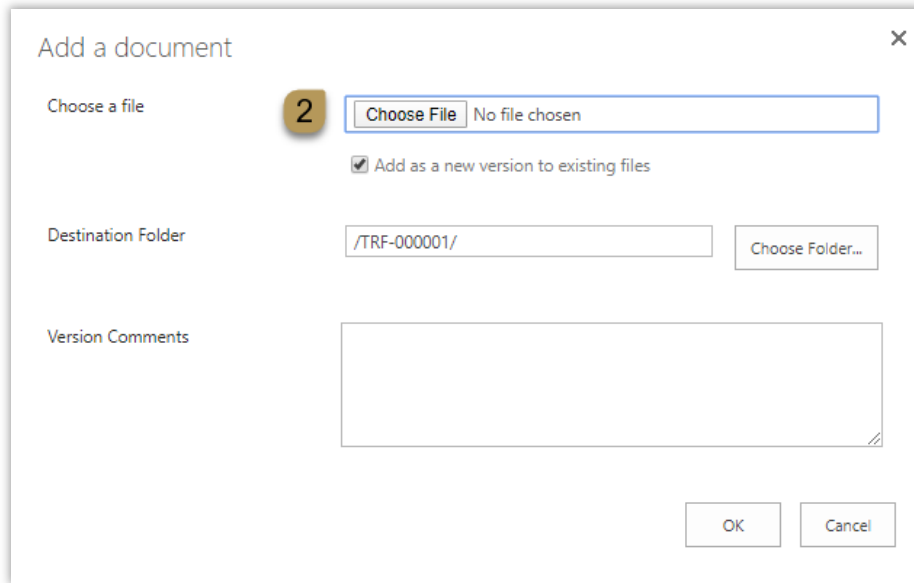 Add a document
Choose a file
2
Choose File No file chosen
Add as a new version to existing files
Destination Folder
/TRF-000001/
Choose Folder...
Version Comments
OK
Cancel